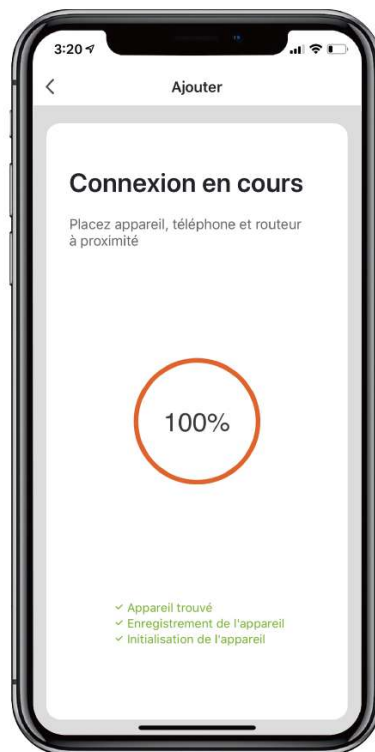 3:20
Ajouter
Connexion en cours
Placez appareil, téléphone et routeur
à proximité
100%
Appareil trouvé
Enregistrement de l'appareil
Initialisation de l'appareil